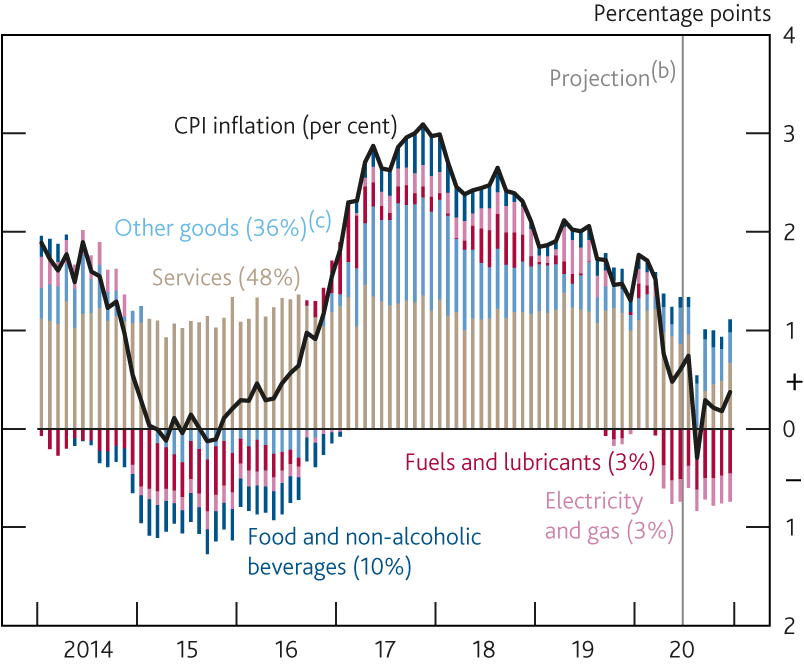 Percentage points
4
Projection(b)
CPI inflation (per cent)
3
Other goods (36%)(c)
2
Services (48%)
1
+
0
Fuels and lubricants (3%)
–
Electricity
and gas (3%)
1
Food and non-alcoholic
beverages (10%)
2
2014 15 16 17 18 19 20